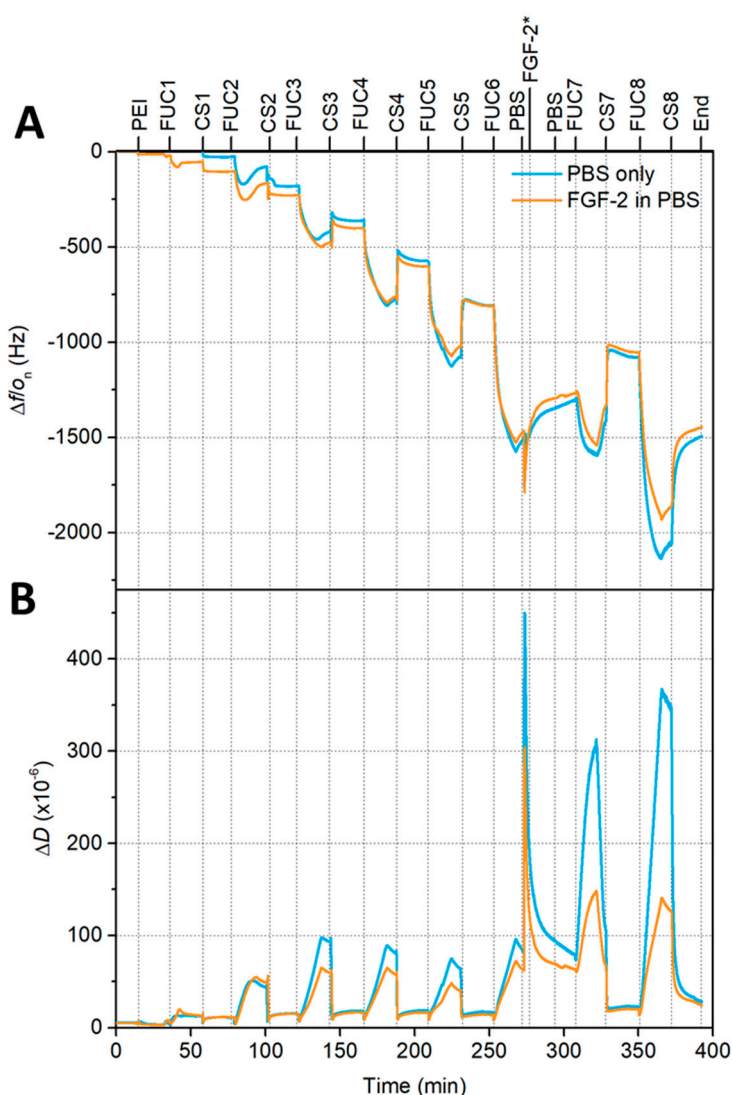 PEI
FUC1
CS1
FUC2
CS2
FUC3
CS3
FUC4
CS4
FUC5
CS5
FUC6
PBS
FGF-2*
PBS
FUC7
CS7
FUC8
CS8
End
A
PBS only
FGF-2 in PBS
0
-500
-1000
-1500
-2000
Δf/on (Hz)
B
400
300
200
100
0
ΔD (x10-6)
0 50 100 150 200 250 300 350 400
Time (min)